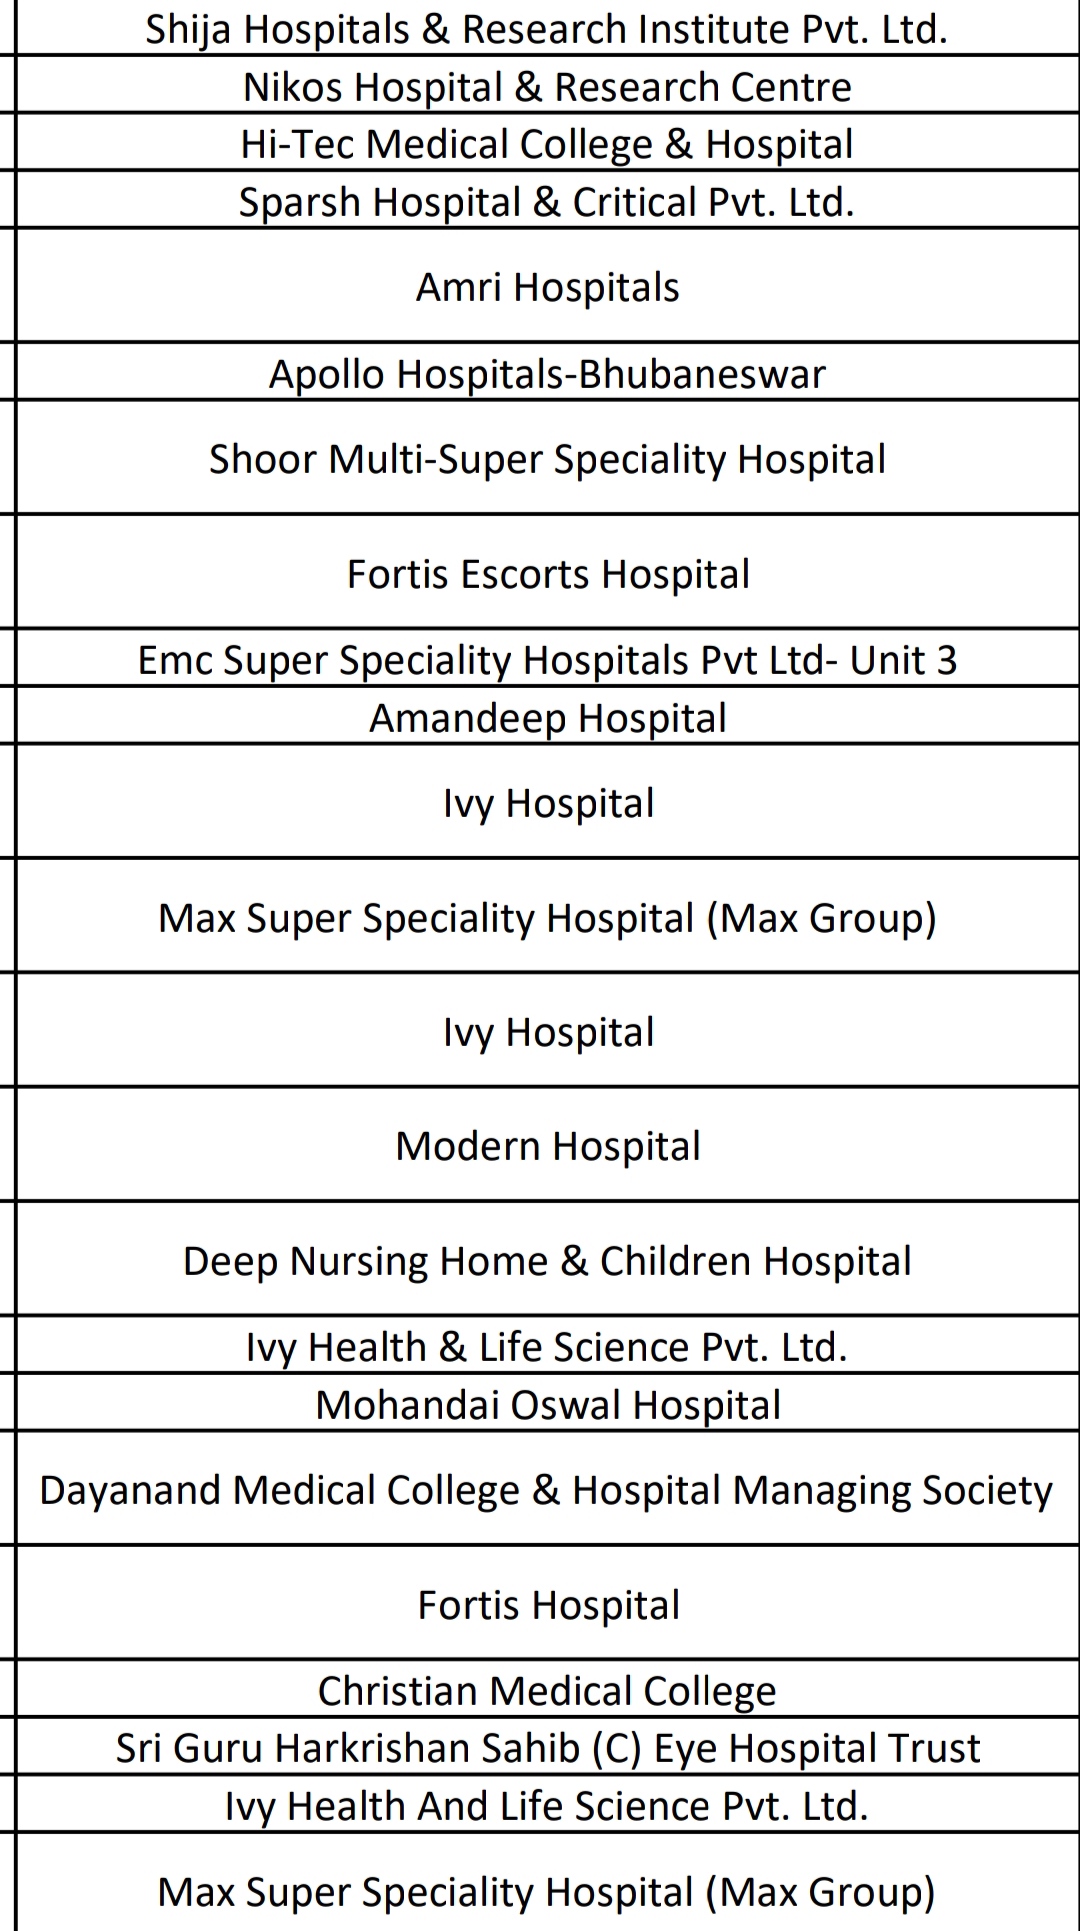 Shija Hospitals & Research Institute Pvt. Ltd.
Nikos Hospital & Research Centre
Hi-Tec Medical College & Hospital
Sparsh Hospital & Critical Pvt. Ltd.
Amri Hospitals
Apollo Hospitals-Bhubaneswar
Shoor Multi-Super Speciality Hospital
Fortis Escorts Hospital
Emc Super Speciality Hospitals Pvt Ltd- Unit 3
Amandeep Hospital
Ivy Hospital
Max Super Speciality Hospital (Max Group)
Ivy Hospital
Modern Hospital
Deep Nursing Home & Children Hospital
Ivy Health & Life Science Pvt. Ltd.
Mohandai Oswal Hospital
Dayanand Medical College & Hospital Managing Society
Fortis Hospital
Christian Medical College
Sri Guru Harkrishan Sahib (C) Eye Hospital Trust
Ivy Health And Life Science Pvt. Ltd.
Max Super Speciality Hospital (Max Group)